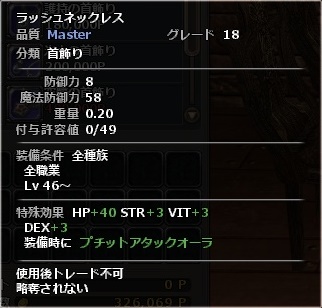 ラッシュネックレス
品質 Master グレード 18
分類 首飾り
防御力 8
魔法防御力 58
重量 0.20
付与許容値 0/49
装備条件 全種族
全職業
Lv 46～
特殊効果 HP+40 STR+3 VIT+3
DEX+3
装備時に プチットアタックオーラ
使用後トレード不可
略奪されない
0 P
326,069 P